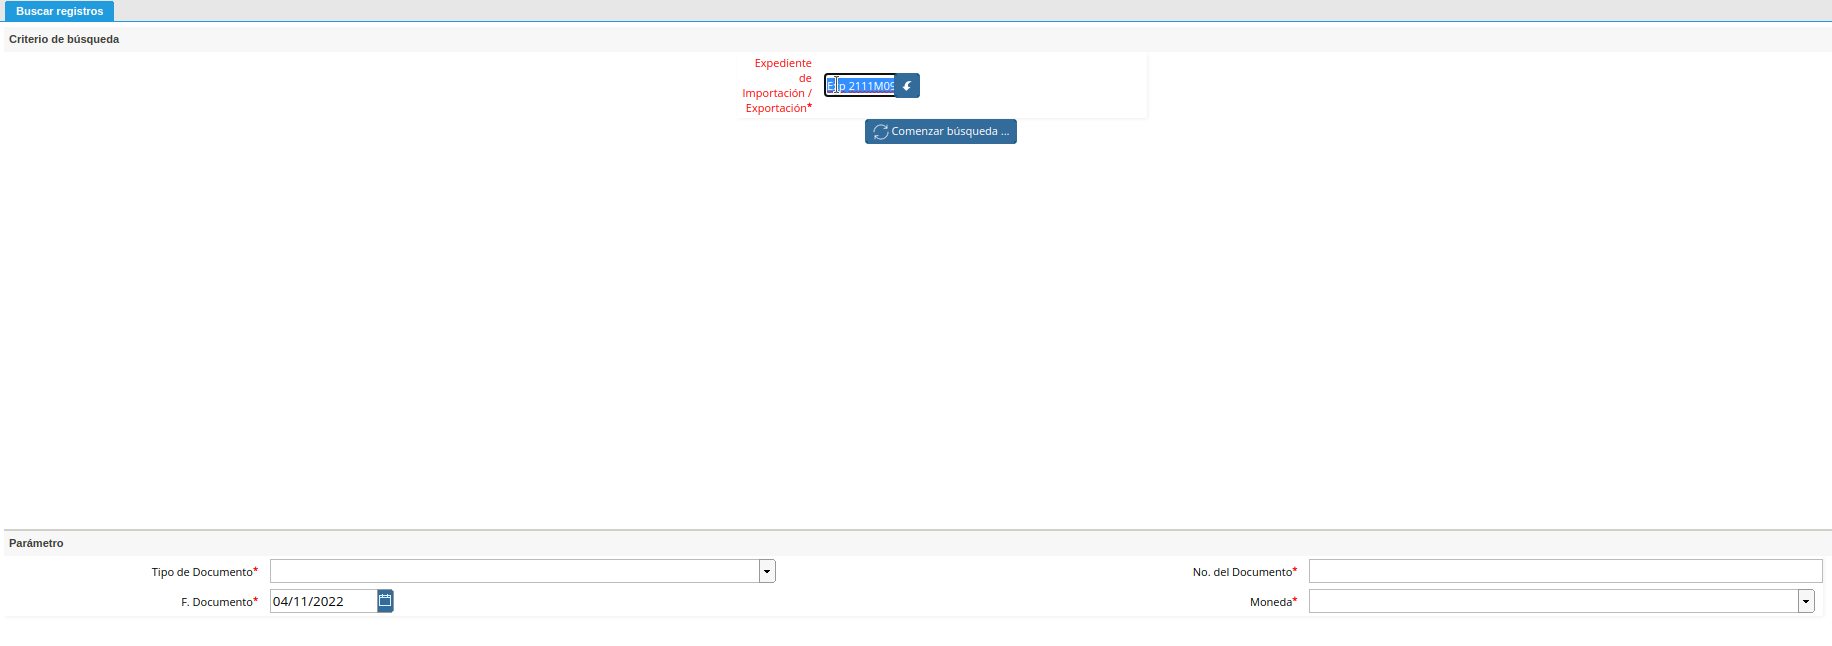 Buscar registros
Criterio de búsqueda
Expediente
de
Importación /
Exportación*
Exp 2111M09
Comenzar búsqueda ...
Parámetro
Tipo de Documento*
No. del Documento*
F. Documento* 04/11/2022
Moneda*